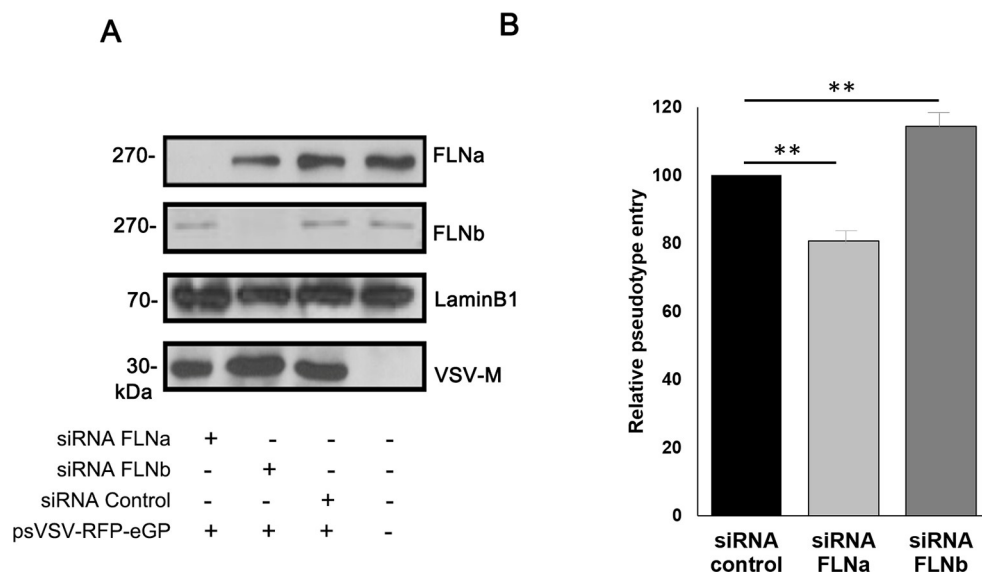 A
270- FLNa
270- FLNb
70- LaminB1
30- VSV-M
kDa
siRNA FLNa + - - -
siRNA FLNb - + - -
siRNA Control - - + -
psVSV-RFP-eGP + + + -
B
**
**
120
100
80
60
40
20
0
Relative pseudotype entry
siRNA control
siRNA FLNa
siRNA FLNb